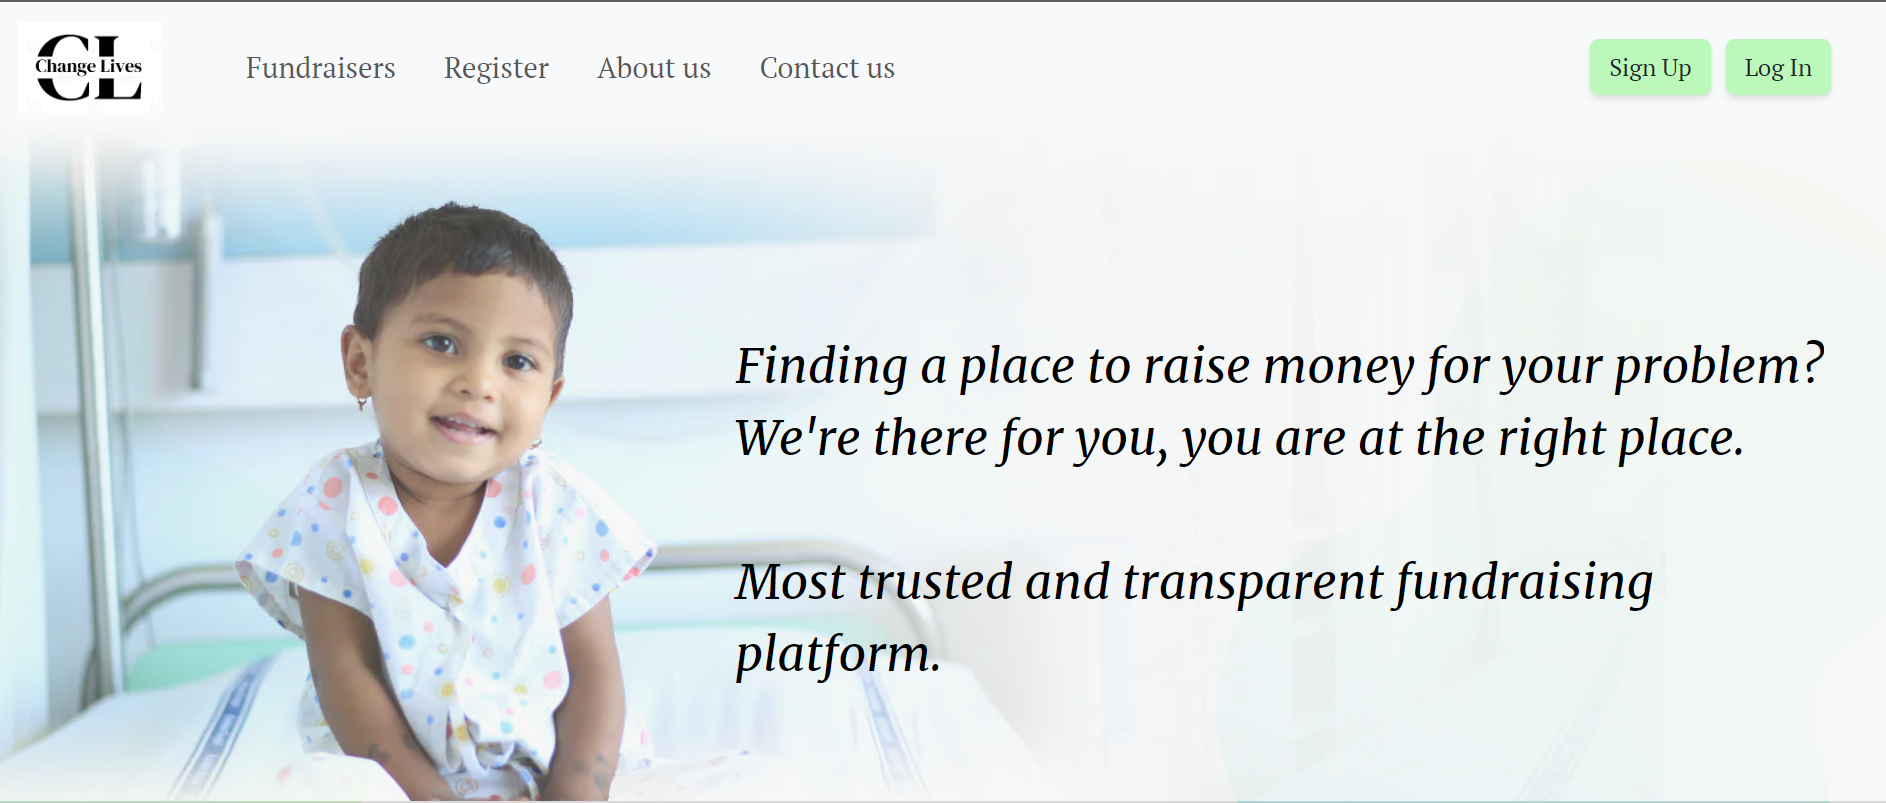 CL
Change Lives
Fundraisers
Register
About us
Contact us
Sign Up
Log In
Finding a place to raise money for your problem?
We're there for you, you are at the right place.
Most trusted and transparent fundraising
platform.